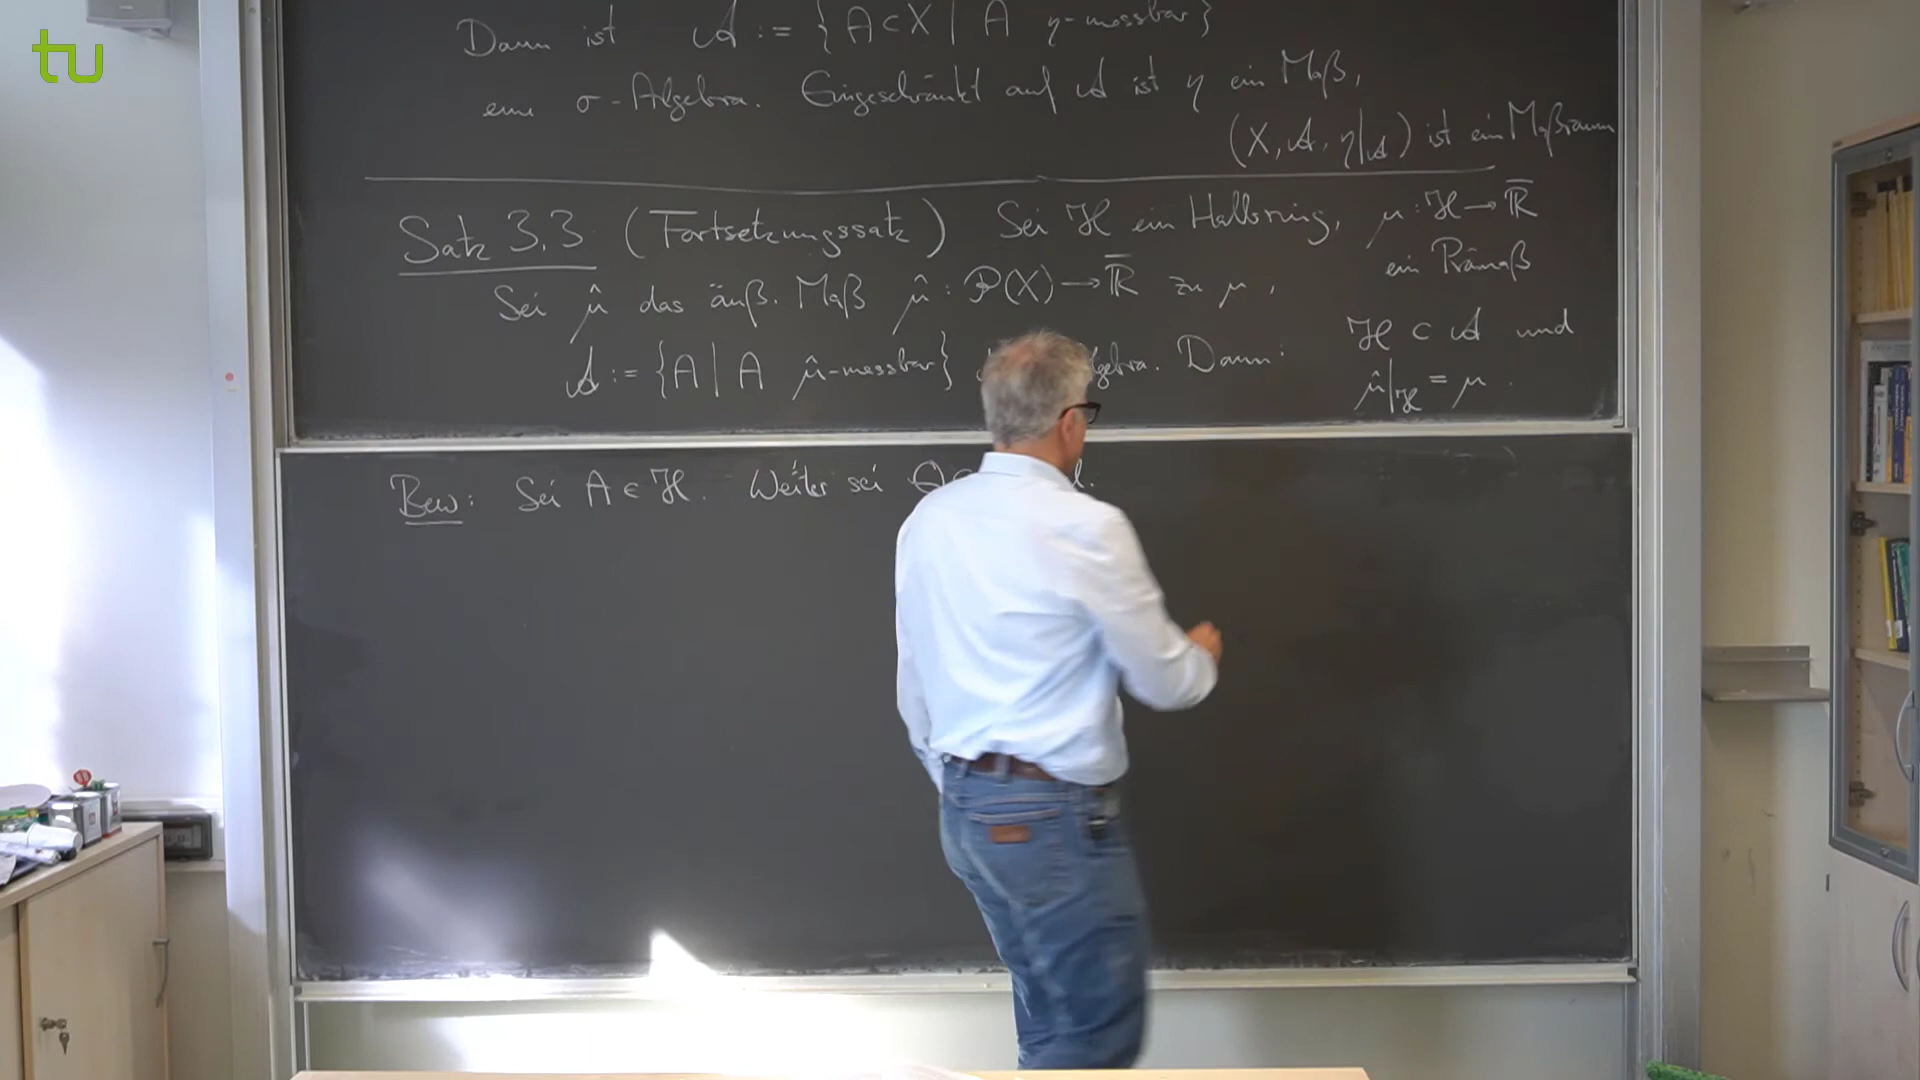 tu
Dann ist 𝒜 := { A ⊂ X | A η-messbar }
eine σ-Algebra. Eingeschränkt auf 𝒜 ist η ein Maß,
(X, 𝒜, η|𝒜) ist ein Maßraum
Satz 3.3 (Fortsetzungssatz) Sei ℋ ein Halbring, μ : ℋ → ℝ̄
ein Prämaß
Sei μ̂ das äuß. Maß μ̂ : 𝒫(X) → ℝ̄ zu μ,
𝒜 := { A | A μ̂-messbar } Dann: ℋ ⊂ 𝒜 und
μ̂|ℋ = μ .
Bew: Sei A ∈ ℋ. Weiter sei Q